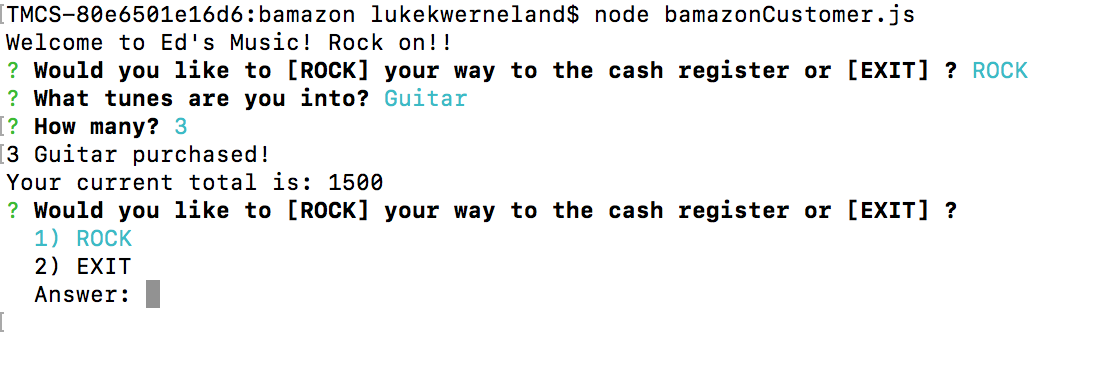 [TMCS-80e6501e16d6:bamazon lukekwerneland$ node bamazonCustomer.js
Welcome to Ed's Music! Rock on!!
? Would you like to [ROCK] your way to the cash register or [EXIT] ? ROCK
? What tunes are you into? Guitar
[? How many? 3
[3 Guitar purchased!
Your current total is: 1500
? Would you like to [ROCK] your way to the cash register or [EXIT] ?
1) ROCK
2) EXIT
Answer:
[